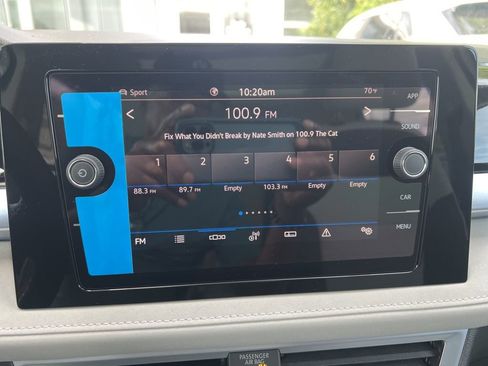 Sport 10:20am 70°F
APP
100.9 FM
SOUND
Fix What You Didn't Break by Nate Smith on 100.9 The Cat
1 2 3 4 5 6
88.3 FM 89.7 FM Empty 103.3 FM Empty Empty
CAR
FM
MENU
PASSENGER
AIR BAG